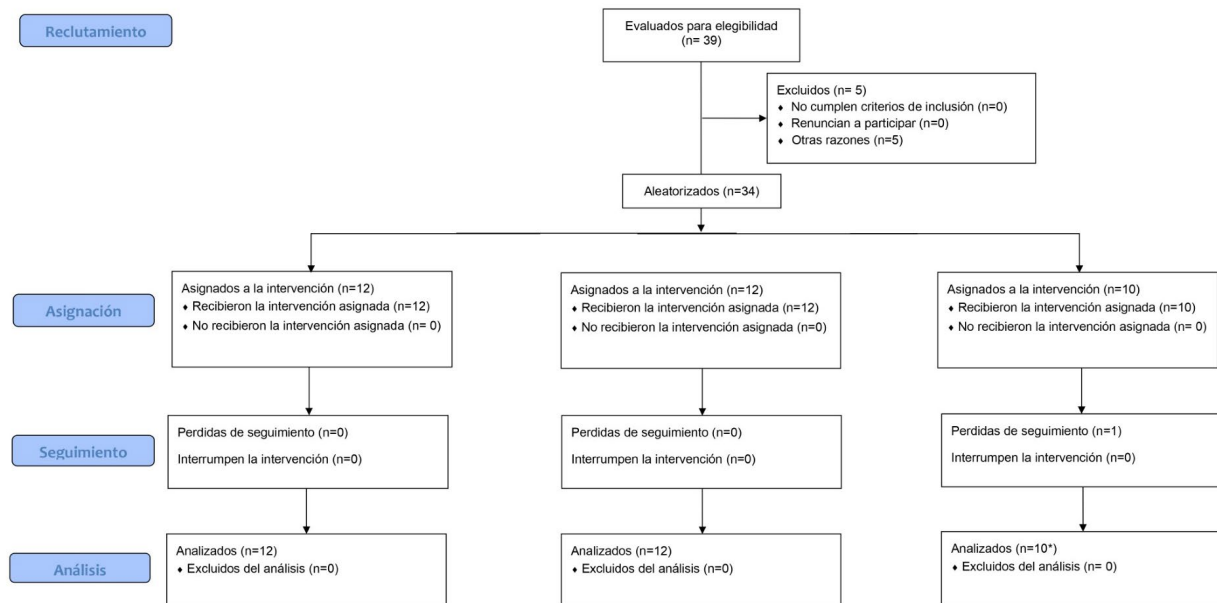 Reclutamiento
Evaluados para elegibilidad
(n= 39)
Excluidos (n= 5)
♦ No cumplen criterios de inclusión (n=0)
♦ Renuncian a participar (n=0)
♦ Otras razones (n=5)
Aleatorizados (n=34)
Asignación
Asignados a la intervención (n=12)
♦ Recibieron la intervención asignada (n=12)
♦ No recibieron la intervención asignada (n= 0)
Asignados a la intervención (n=12)
♦ Recibieron la intervención asignada (n=12)
♦ No recibieron la intervención asignada (n=0)
Asignados a la intervención (n=10)
♦ Recibieron la intervención asignada (n=10)
♦ No recibieron la intervención asignada (n= 0)
Seguimiento
Perdidas de seguimiento (n=0)
Interrumpen la intervención (n=0)
Perdidas de seguimiento (n=0)
Interrumpen la intervención (n=0)
Perdidas de seguimiento (n=1)
Interrumpen la intervención (n=0)
Análisis
Analizados (n=12)
♦ Excluidos del análisis (n=0)
Analizados (n=12)
♦ Excluidos del análisis (n=0)
Analizados (n=10*)
♦ Excluidos del análisis (n= 0)